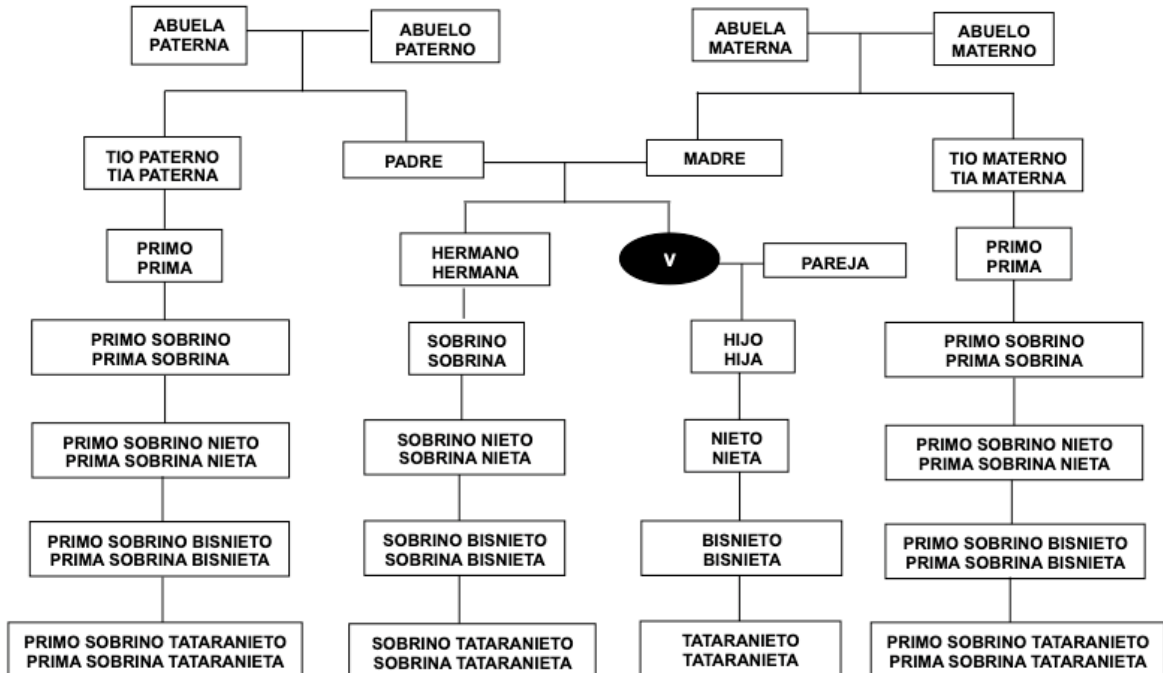 ABUELA
PATERNA
ABUELO
PATERNO
ABUELA
MATERNA
ABUELO
MATERNO
TIO PATERNO
TIA PATERNA
PADRE
MADRE
TIO MATERNO
TIA MATERNA
PRIMO
PRIMA
HERMANO
HERMANA
V
PAREJA
PRIMO
PRIMA
PRIMO SOBRINO
PRIMA SOBRINA
SOBRINO
SOBRINA
HIJO
HIJA
PRIMO SOBRINO
PRIMA SOBRINA
PRIMO SOBRINO NIETO
PRIMA SOBRINA NIETA
SOBRINO NIETO
SOBRINA NIETA
NIETO
NIETA
PRIMO SOBRINO NIETO
PRIMA SOBRINA NIETA
PRIMO SOBRINO BISNIETO
PRIMA SOBRINA BISNIETA
SOBRINO BISNIETO
SOBRINA BISNIETA
BISNIETO
BISNIETA
PRIMO SOBRINO BISNIETO
PRIMA SOBRINA BISNIETA
PRIMO SOBRINO TATARANIETO
PRIMA SOBRINA TATARANIETA
SOBRINO TATARANIETO
SOBRINA TATARANIETA
TATARANIETO
TATARANIETA
PRIMO SOBRINO TATARANIETO
PRIMA SOBRINA TATARANIETA